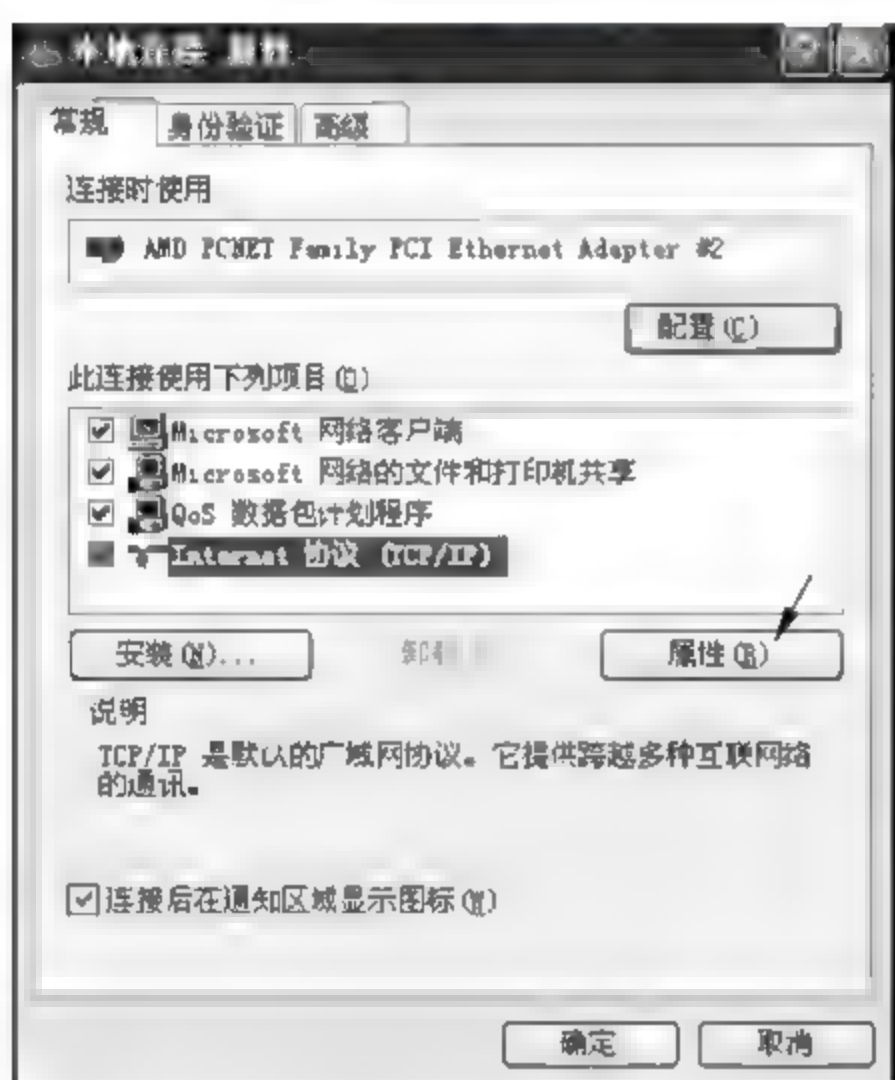 本地连接 属性
常规 身份验证 高级
连接时使用
AMD PCNET Family PCI Ethernet Adapter #2
配置(C)
此连接使用下列项目(O)
Microsoft 网络客户端
Microsoft 网络的文件和打印机共享
QoS 数据包计划程序
Internet 协议 (TCP/IP)
安装(N)... 卸载 属性(R)
说明
TCP/IP 是默认的广域网协议。它提供跨越多种互联网络
的通讯。
连接后在通知区域显示图标(W)
确定 取消